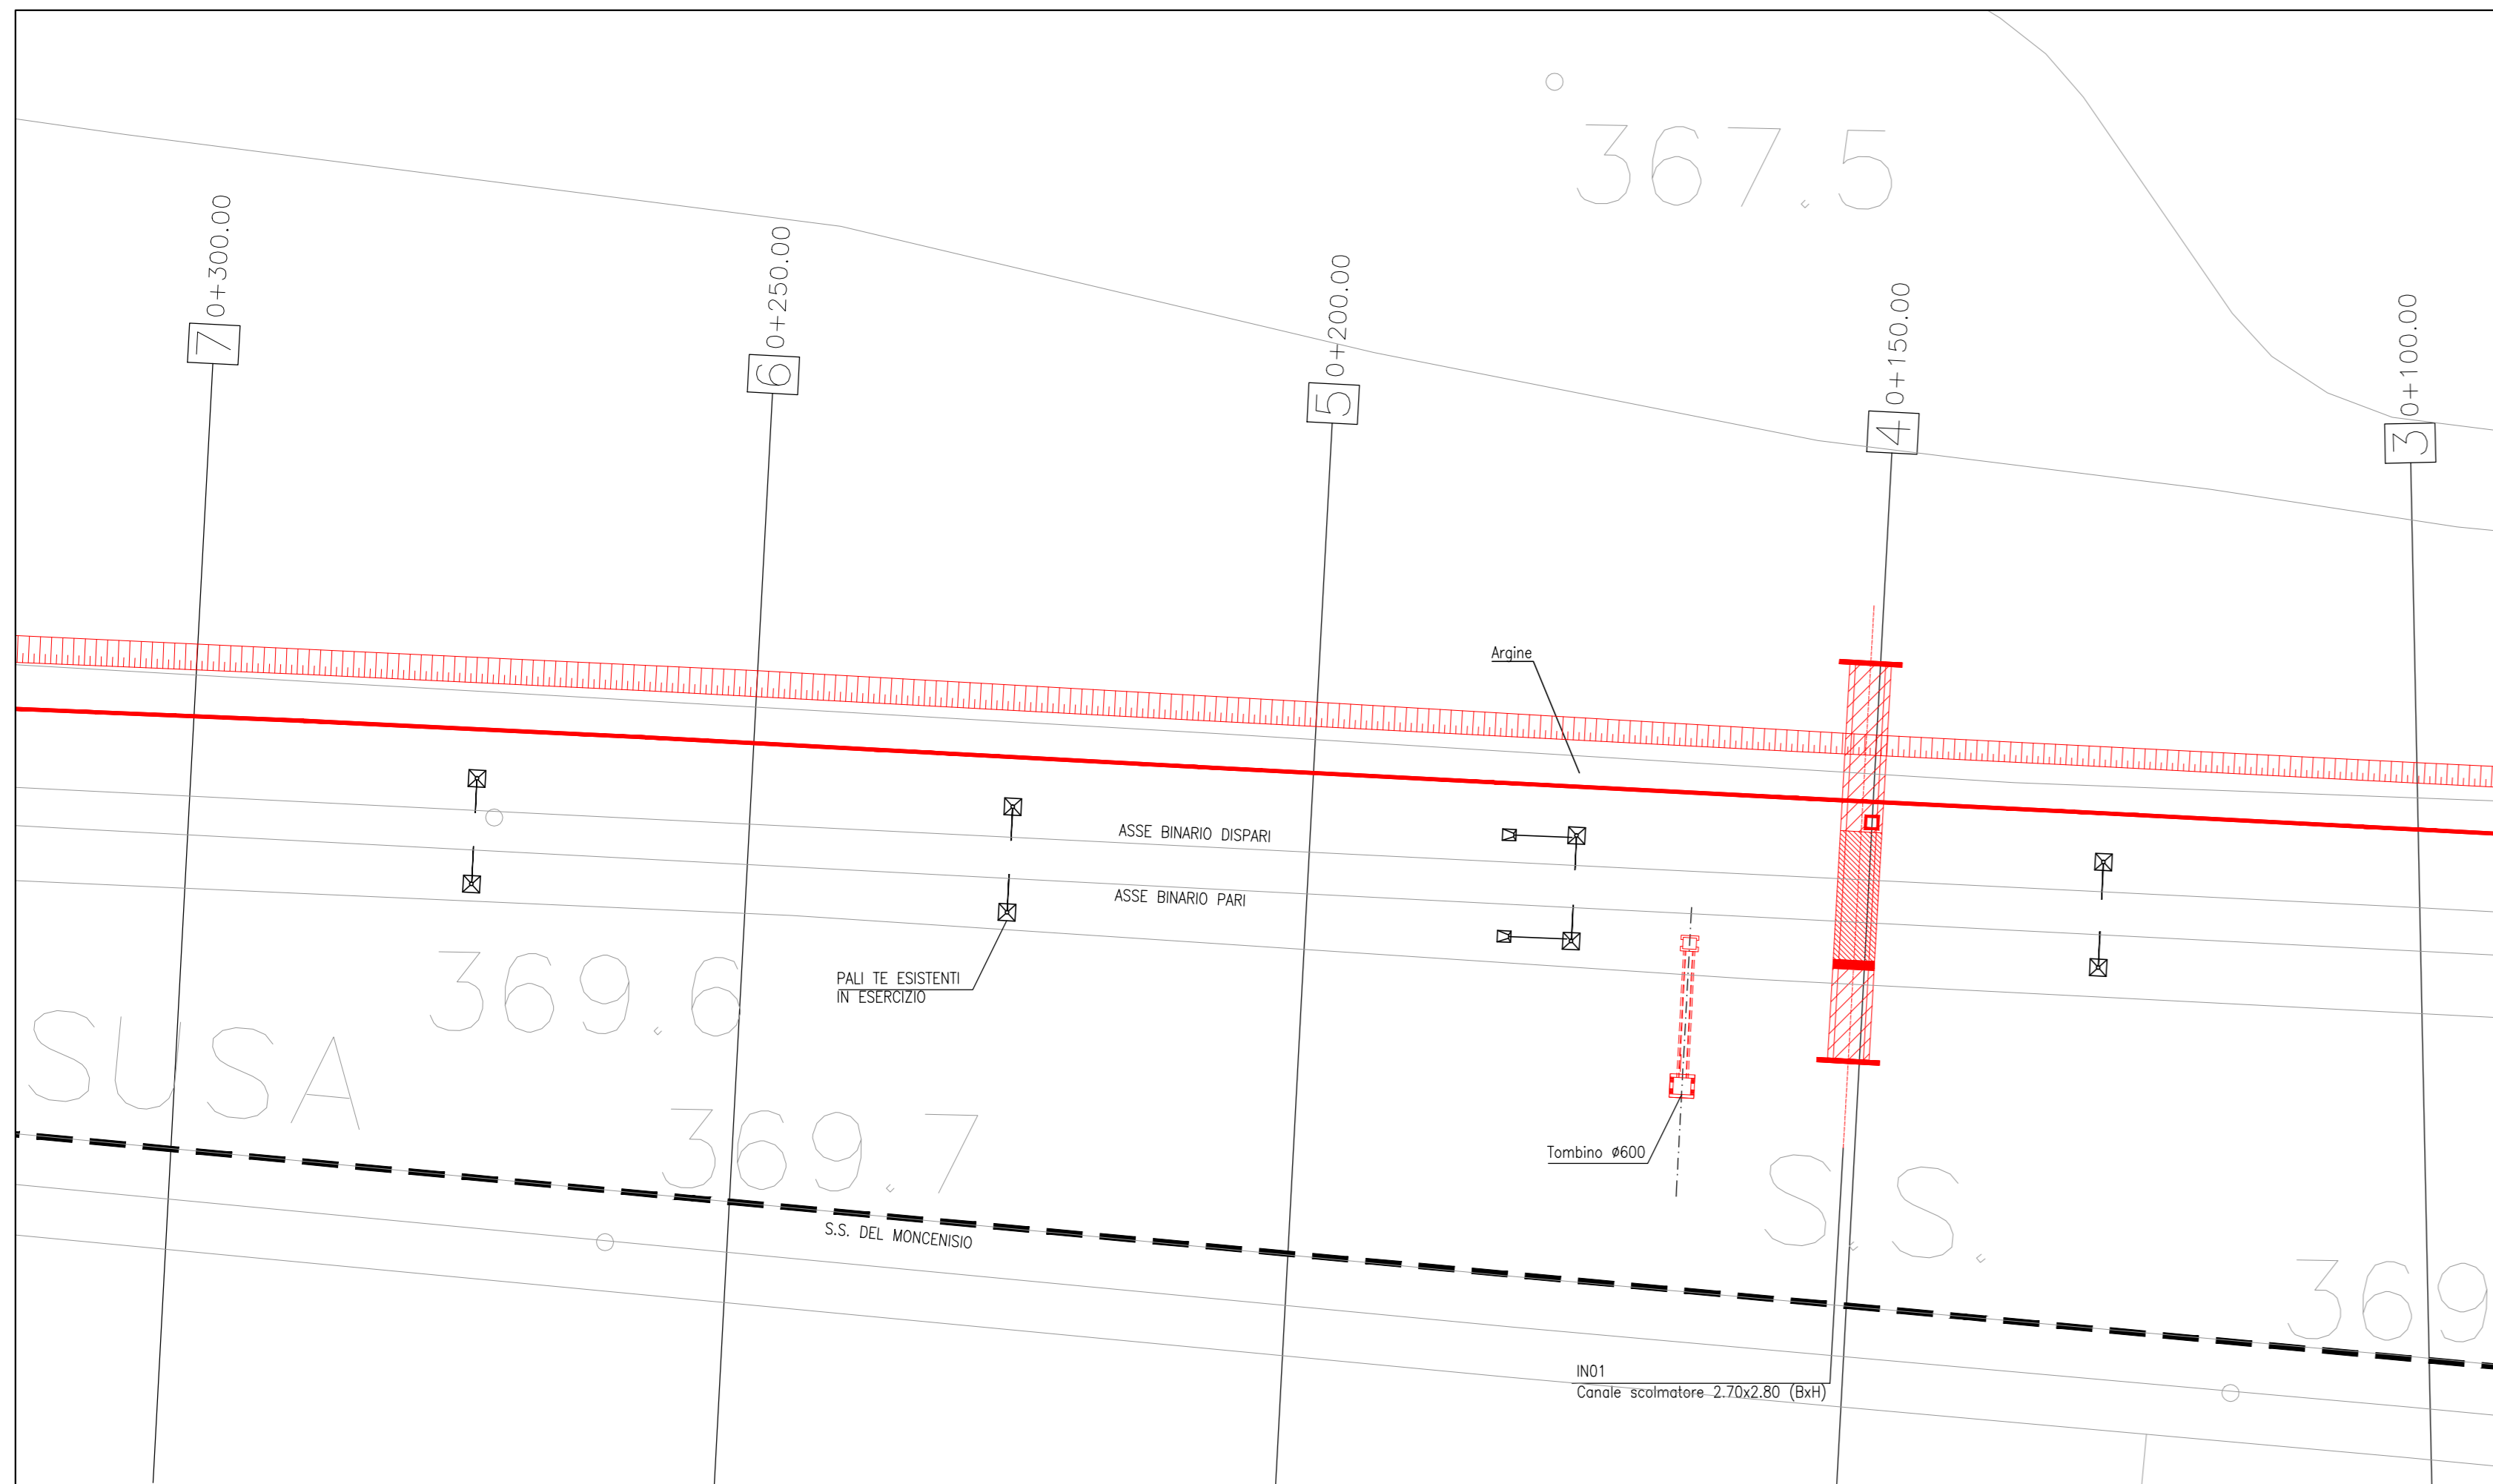 367.5
0+300.00
7
0+250.00
6
0+200.00
5
0+150.00
4
0+100.00
3
Argine
ASSE BINARIO DISPARI
ASSE BINARIO PARI
PALI TE ESISTENTI
IN ESERCIZIO
369.6
SUSA
369.7
S.S. DEL MONCENISIO
Tombino Ø600
S.S.
369
IN01
Canale scolmatore 2.70x2.80 (BxH)